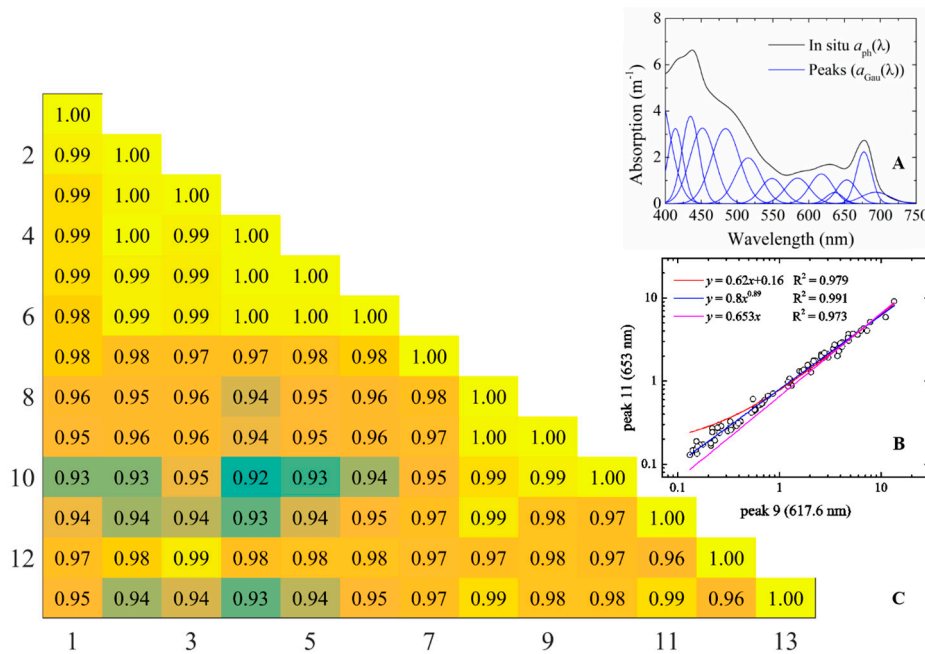 8
6
4
2
0
Absorption (m⁻¹)
In situ aph(λ)
Peaks (aGau(λ))
A
400 450 500 550 600 650 700 750
Wavelength (nm)
y = 0.62x+0.16 R² = 0.979
y = 0.8x^0.89 R² = 0.991
y = 0.653x R² = 0.973
10
1
0.1
peak 11 (653 nm)
B
0.1 1 10
peak 9 (617.6 nm)
1.00
2 0.99 1.00
0.99 1.00 1.00
4 0.99 1.00 0.99 1.00
0.99 0.99 0.99 1.00 1.00
6 0.98 0.99 0.99 1.00 1.00 1.00
0.98 0.98 0.97 0.97 0.98 0.98 1.00
8 0.96 0.95 0.96 0.94 0.95 0.96 0.98 1.00
0.95 0.96 0.96 0.94 0.95 0.96 0.97 1.00 1.00
10 0.93 0.93 0.95 0.92 0.93 0.94 0.95 0.99 0.99 1.00
0.94 0.94 0.94 0.93 0.94 0.95 0.97 0.99 0.98 0.97 1.00
12 0.97 0.98 0.99 0.98 0.98 0.98 0.97 0.97 0.98 0.97 0.96 1.00
0.95 0.94 0.94 0.93 0.94 0.95 0.97 0.99 0.98 0.98 0.99 0.96 1.00
C
1 3 5 7 9 11 13